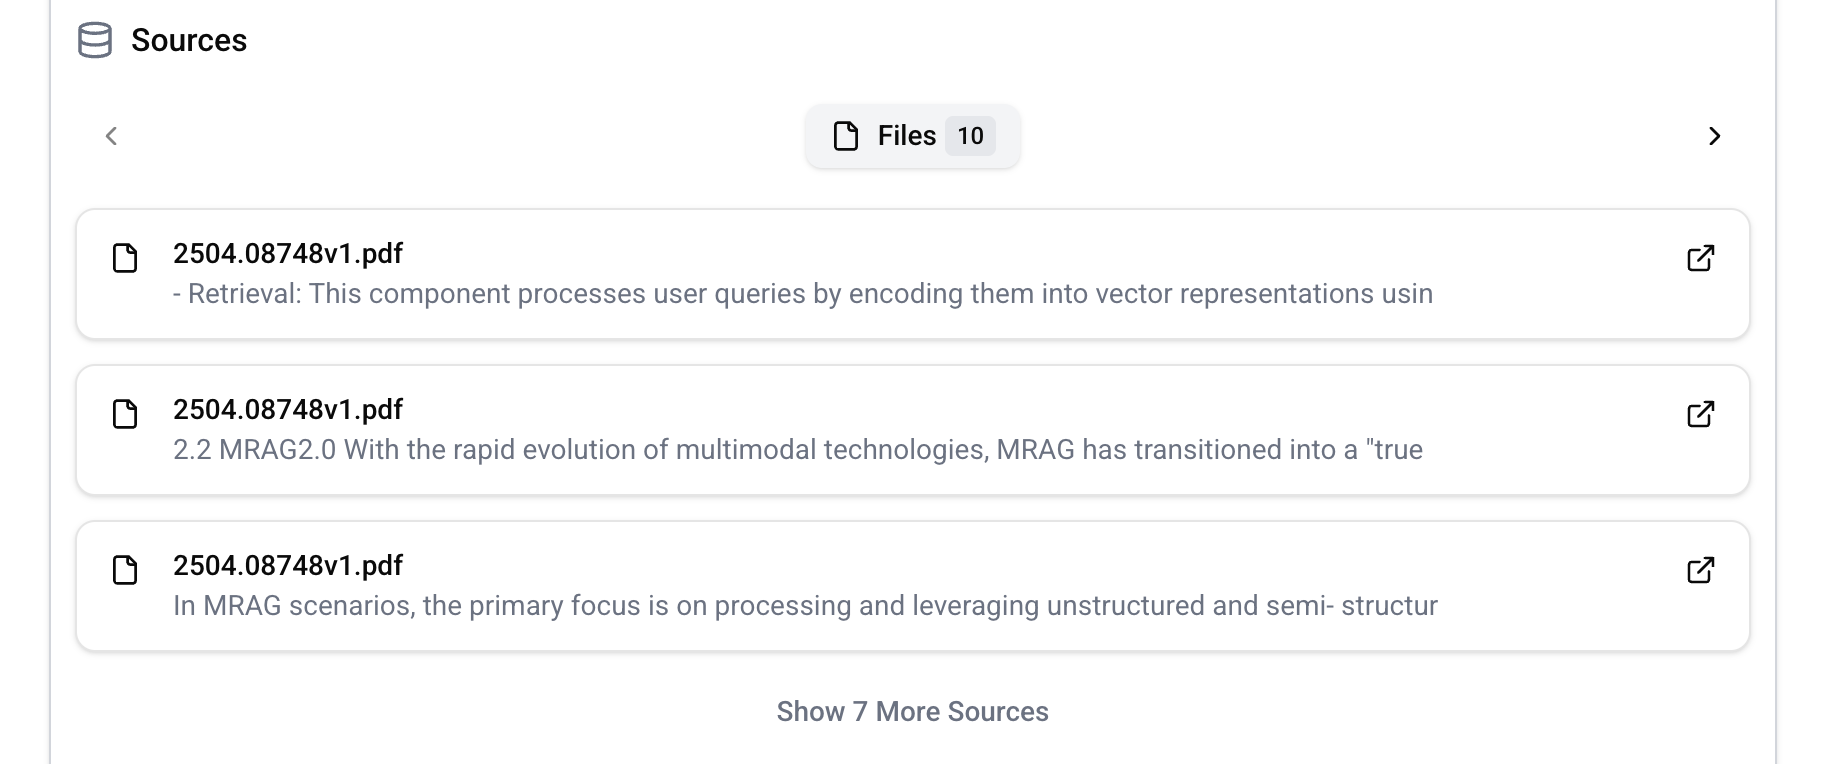 Sources
Files 10
2504.08748v1.pdf
- Retrieval: This component processes user queries by encoding them into vector representations usin
2504.08748v1.pdf
2.2 MRAG2.0 With the rapid evolution of multimodal technologies, MRAG has transitioned into a "true
2504.08748v1.pdf
In MRAG scenarios, the primary focus is on processing and leveraging unstructured and semi- structur
Show 7 More Sources